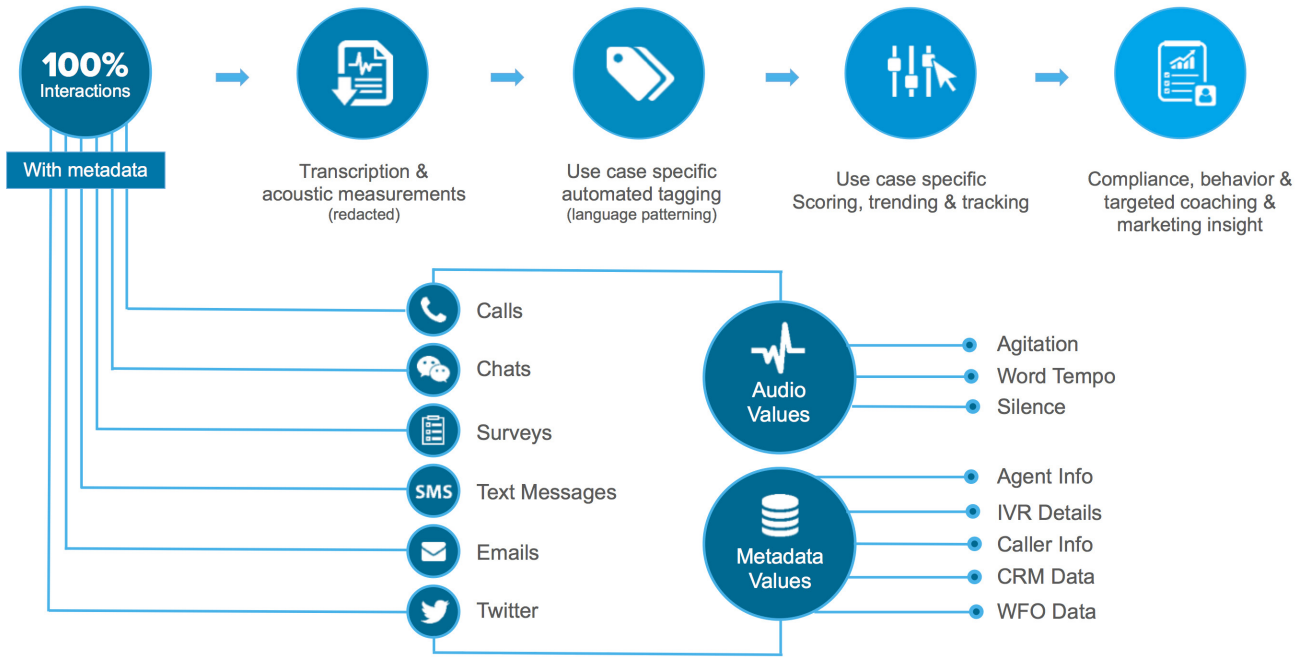 100%
Interactions
With metadata
Transcription &
acoustic measurements
(redacted)
Use case specific
automated tagging
(language patterning)
Use case specific
Scoring, trending & tracking
Compliance, behavior &
targeted coaching &
marketing insight
Calls
Chats
Surveys
SMS
Text Messages
Emails
Twitter
Audio
Values
Agitation
Word Tempo
Silence
Metadata
Values
Agent Info
IVR Details
Caller Info
CRM Data
WFO Data